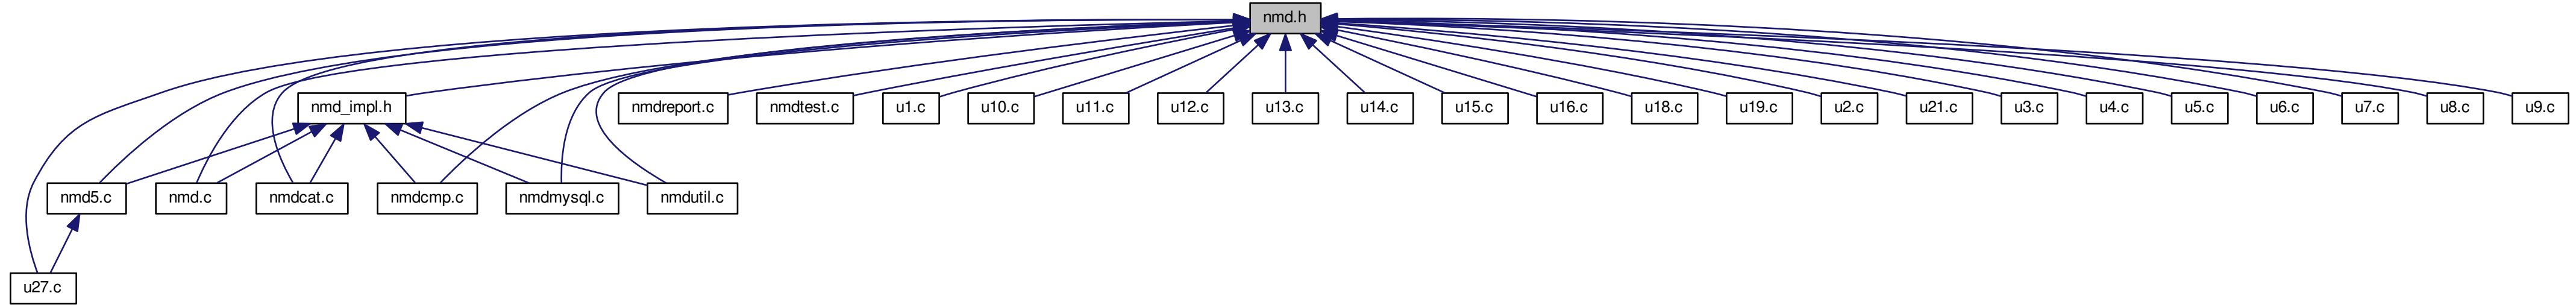 nmd.h
nmd_impl.h
nmdreport.c
nmdtest.c
u1.c
u10.c
u11.c
u12.c
u13.c
u14.c
u15.c
u16.c
u18.c
u19.c
u2.c
u21.c
u3.c
u4.c
u5.c
u6.c
u7.c
u8.c
u9.c
nmd5.c
nmd.c
nmdcat.c
nmdcmp.c
nmdmysql.c
nmdutil.c
u27.c